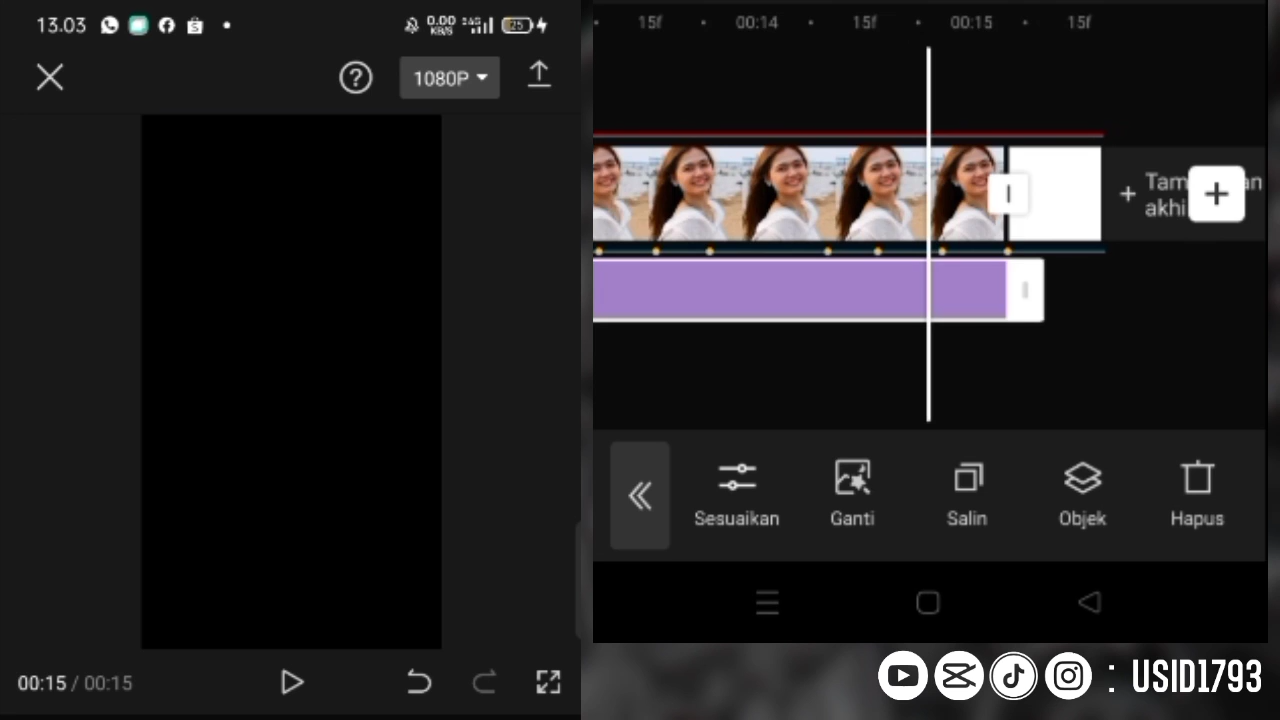 13.03
0.00
KB/S
25
1080P
00:15 / 00:15
15f
00:14
15f
00:15
15f
+ Tam
an
akhi
Sesuaikan
Ganti
Salin
Objek
Hapus
: USID1793